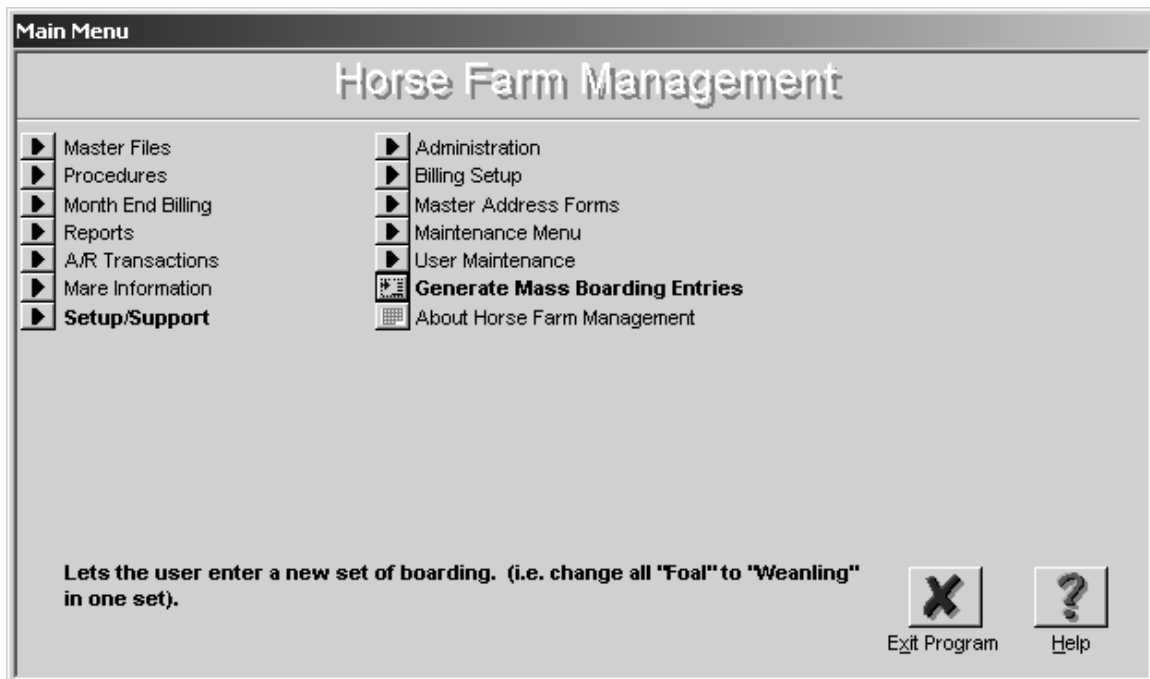 Main Menu
Horse Farm Management
Master Files
Procedures
Month End Billing
Reports
A/R Transactions
Mare Information
Setup/Support
Administration
Billing Setup
Master Address Forms
Maintenance Menu
User Maintenance
Generate Mass Boarding Entries
About Horse Farm Management
Lets the user enter a new set of boarding. (i.e. change all "Foal" to "Weanling"
in one set).
Exit Program
Help